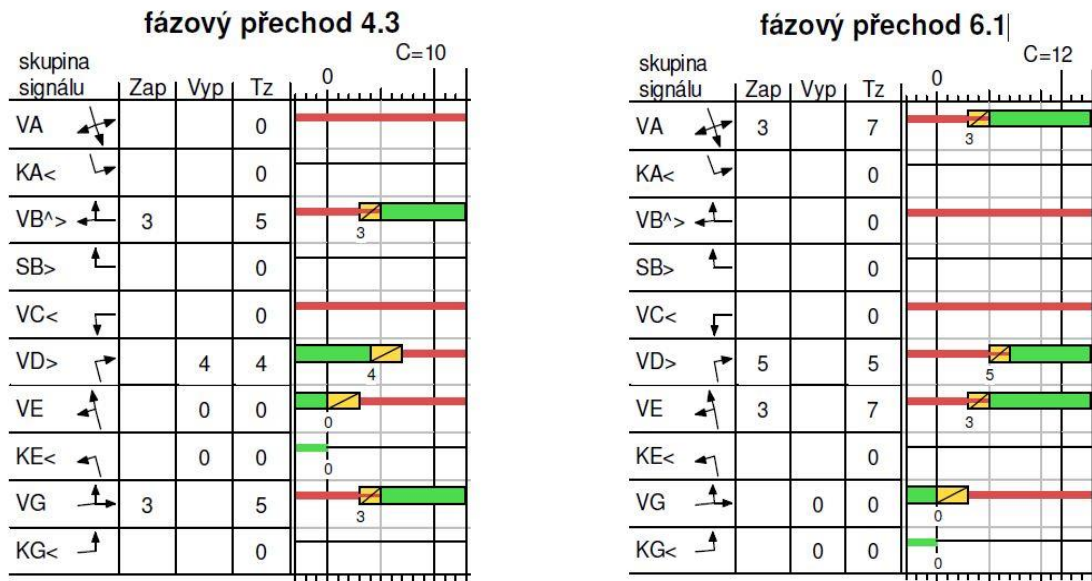 fázový přechod 4.3
skupina
signálu Zap Vyp Tz 0 C=10
VA 0
KA< 0
VB^> 3 5 3
SB> 0
VC< 0
VD> 4 4 4
VE 0 0 0
KE< 0 0 0
VG 3 5 3
KG< 0
fázový přechod 6.1
skupina
signálu Zap Vyp Tz 0 C=12
VA 3 7 3
KA< 0
VB^> 0
SB> 0
VC< 0
VD> 5 5 5
VE 3 7 3
KE< 0
VG 0 0 0
KG< 0 0 0